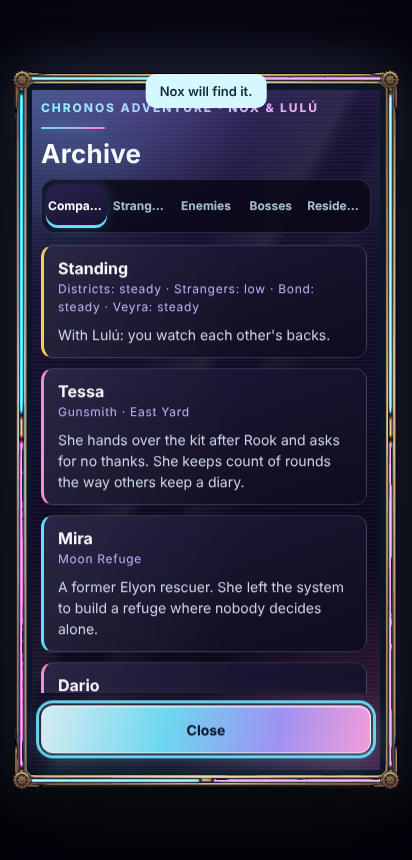 Nox will find it.
CHRONOS ADVENTURE · NOX & LULÚ
Archive
Compa... Strang... Enemies Bosses Reside...
Standing
Districts: steady · Strangers: low · Bond:
steady · Veyra: steady
With Lulú: you watch each other's backs.
Tessa
Gunsmith · East Yard
She hands over the kit after Rook and asks
for no thanks. She keeps count of rounds
the way others keep a diary.
Mira
Moon Refuge
A former Elyon rescuer. She left the system
to build a refuge where nobody decides
alone.
Dario
Close